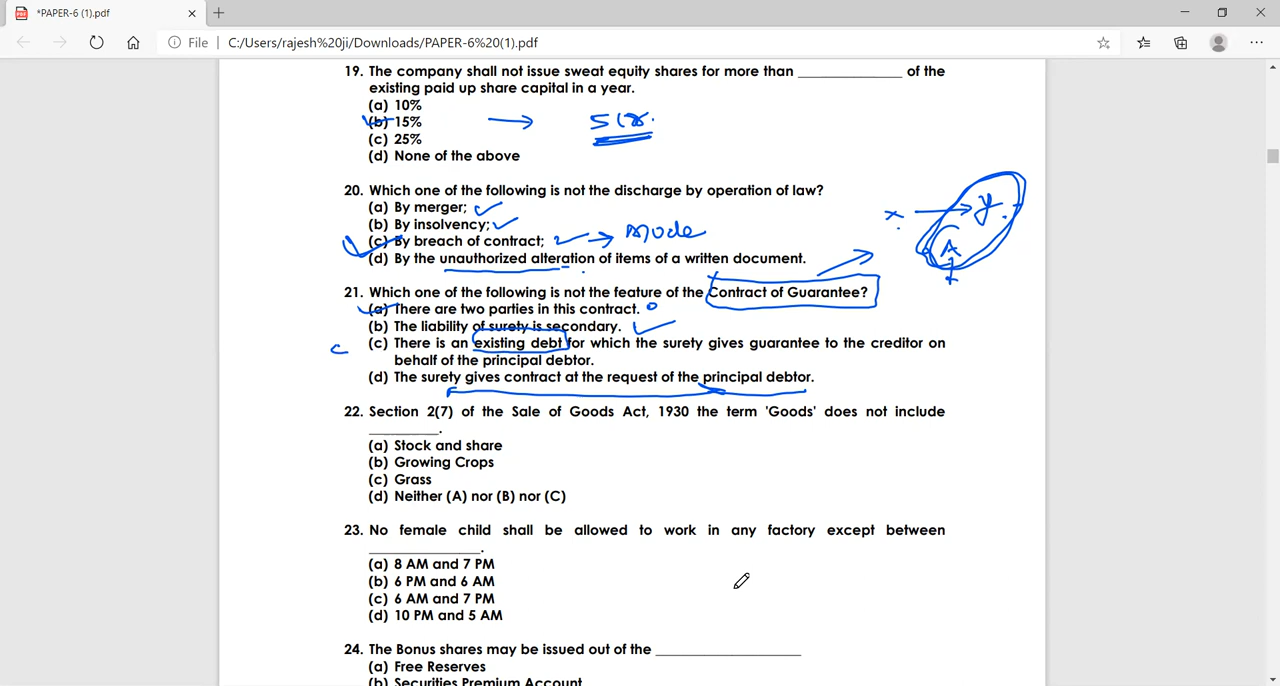 *PAPER-6 (1).pdf
File C:/Users/rajesh%20ji/Downloads/PAPER-6%20(1).pdf
19. The company shall not issue sweat equity shares for more than ______________ of the
existing paid up share capital in a year.
(a) 10%
(b) 15%
(c) 25%
(d) None of the above
20. Which one of the following is not the discharge by operation of law?
(a) By merger;
(b) By insolvency;
(c) By breach of contract; Mode
(d) By the unauthorized alteration of items of a written document.
x y
A
21. Which one of the following is not the feature of the Contract of Guarantee?
(a) There are two parties in this contract.
(b) The liability of surety is secondary.
(c) There is an existing debt for which the surety gives guarantee to the creditor on
behalf of the principal debtor.
(d) The surety gives contract at the request of the principal debtor.
22. Section 2(7) of the Sale of Goods Act, 1930 the term 'Goods' does not include
_________.
(a) Stock and share
(b) Growing Crops
(c) Grass
(d) Neither (A) nor (B) nor (C)
23. No female child shall be allowed to work in any factory except between
______________.
(a) 8 AM and 7 PM
(b) 6 PM and 6 AM
(c) 6 AM and 7 PM
(d) 10 PM and 5 AM
24. The Bonus shares may be issued out of the __________________
(a) Free Reserves
(b) Securities Premium Account